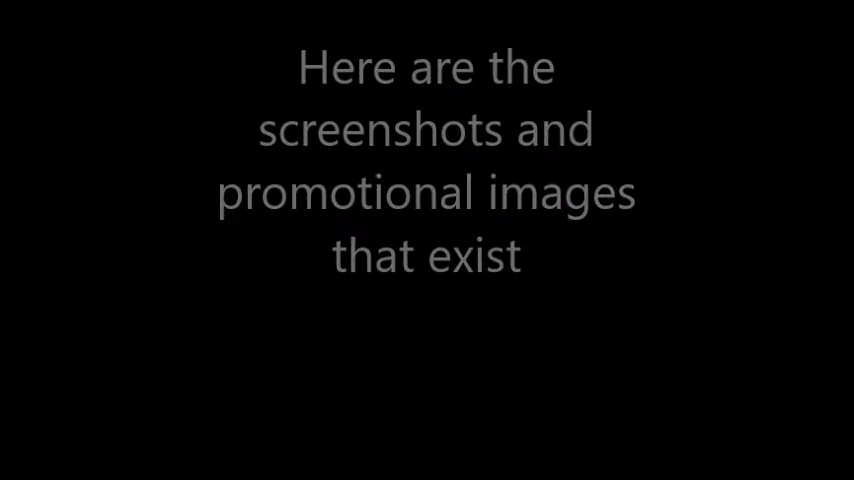 Here are the
screenshots and
promotional images
that exist